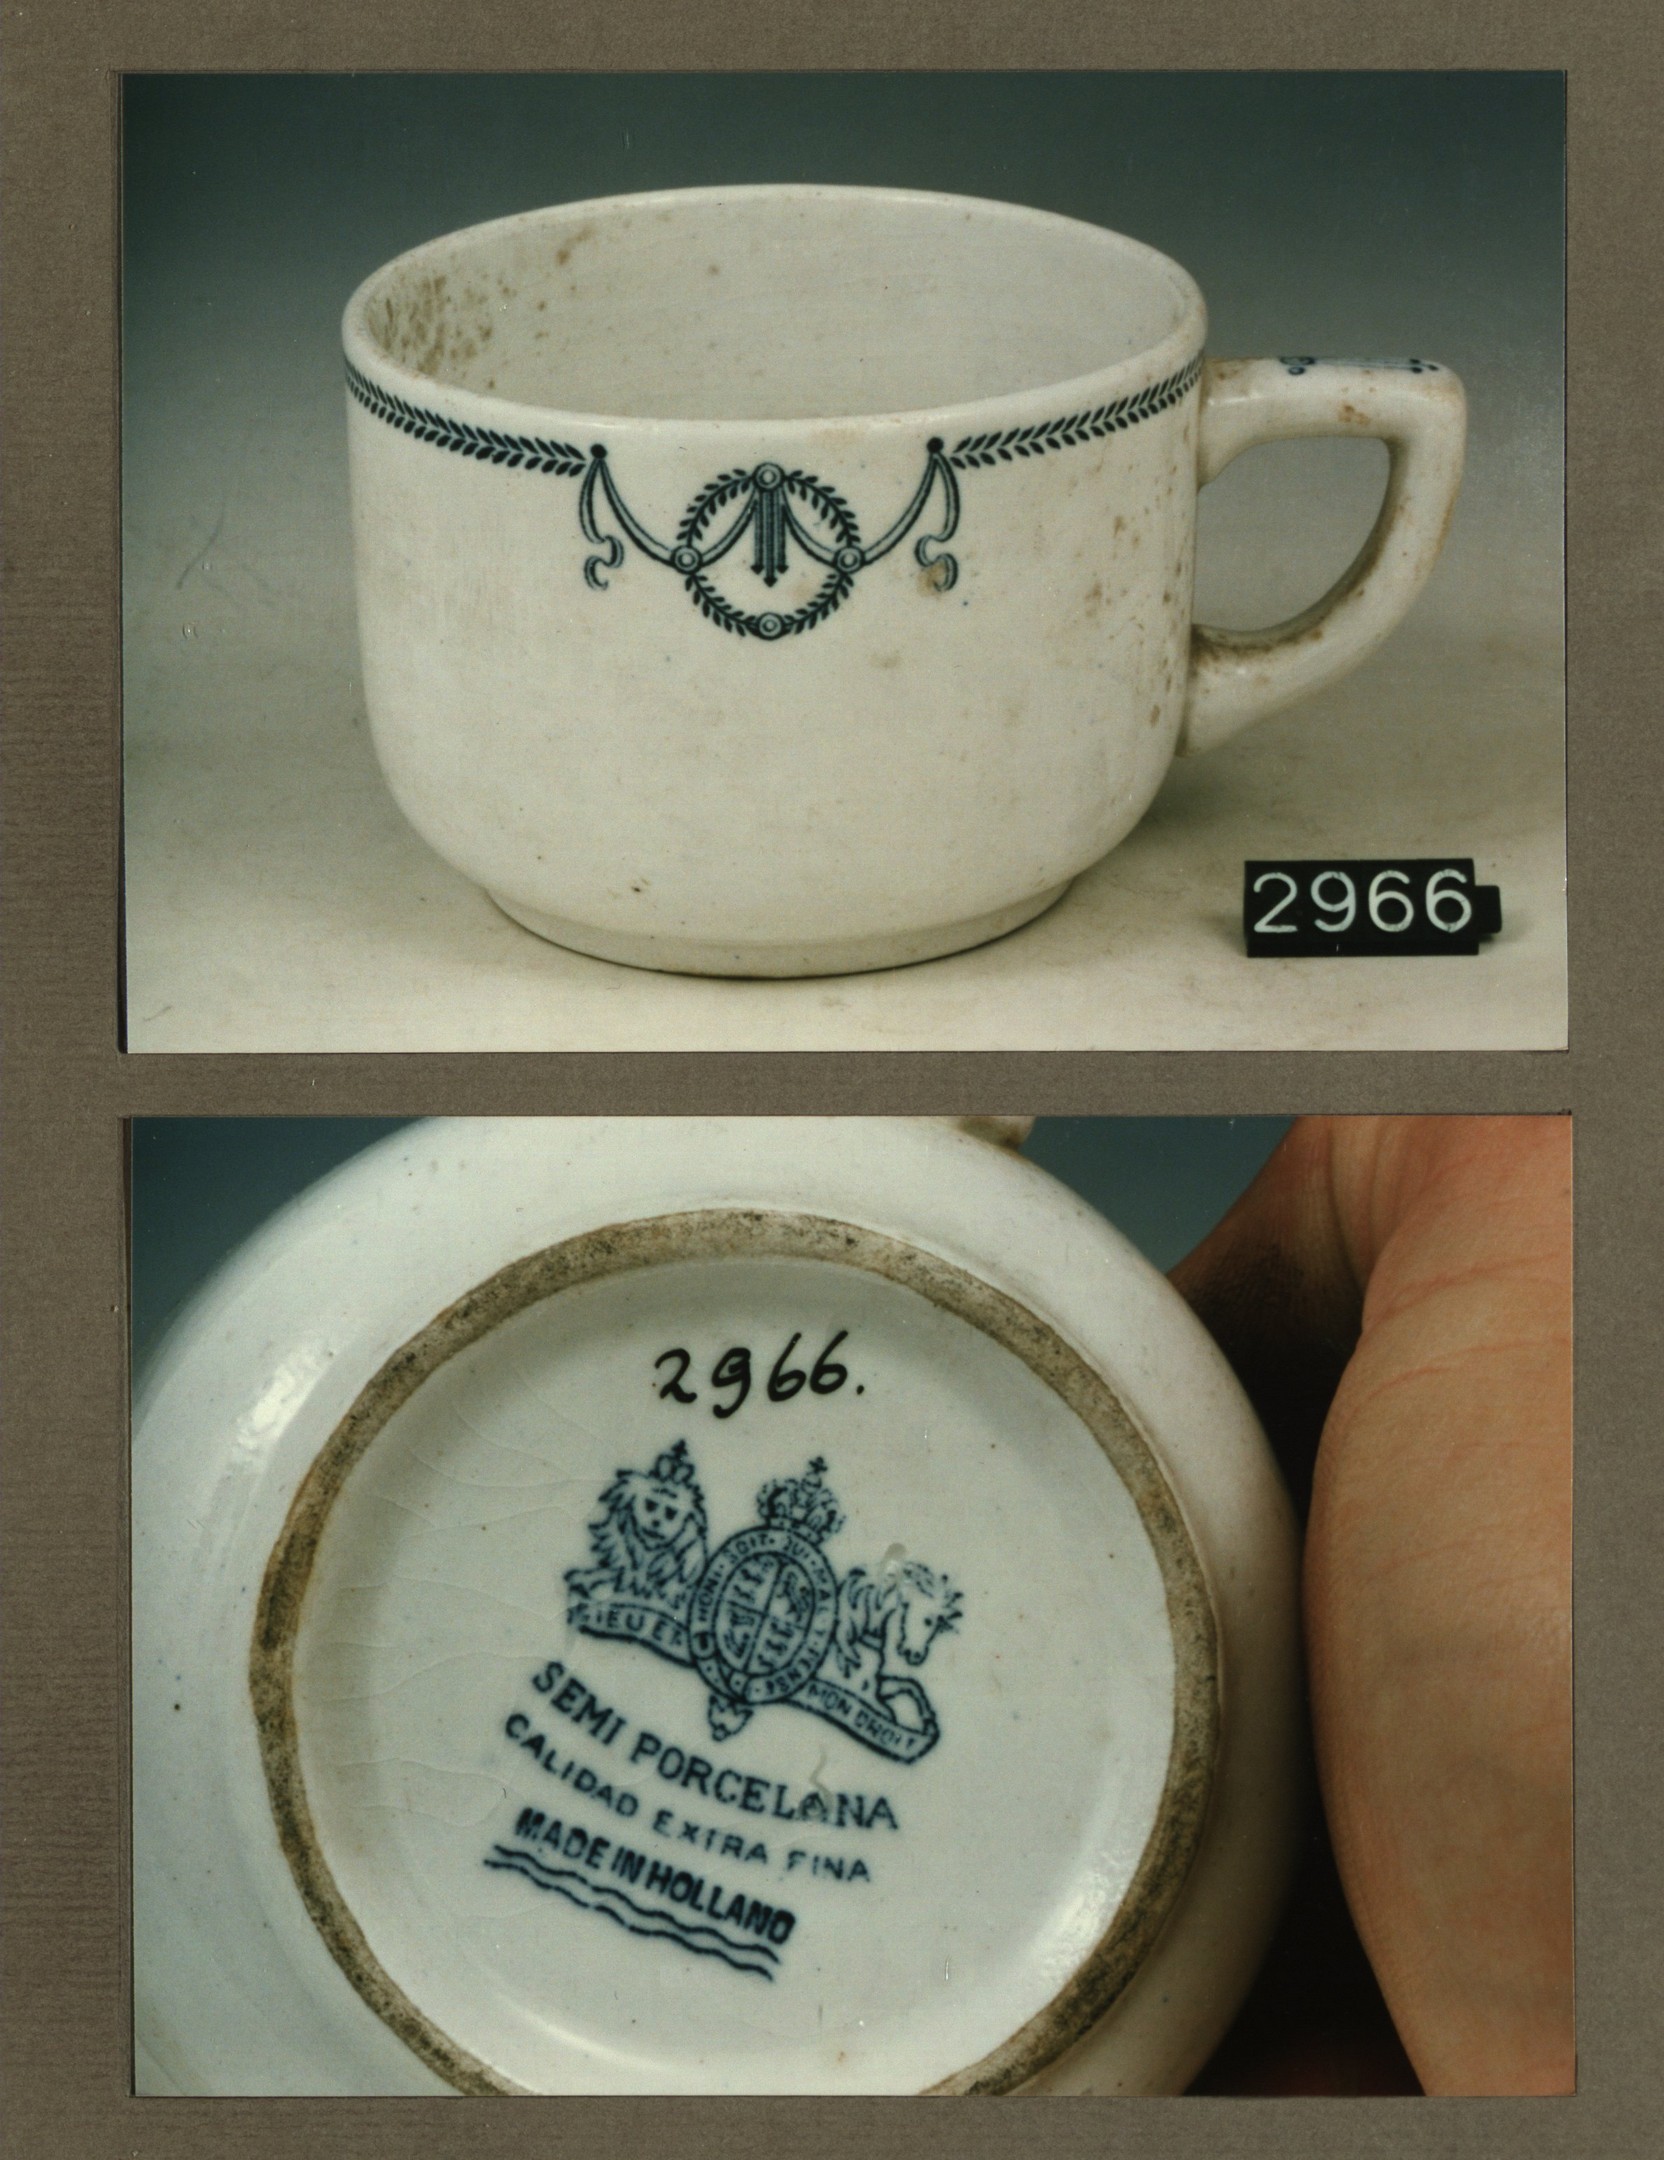 2966
2966.
HONI · SOIT · QUI · MAL · Y · PENSE
DIEU ET
MON DROIT
SEMI PORCELANA
CALIDAD EXTRA FINA
MADE IN HOLLAND